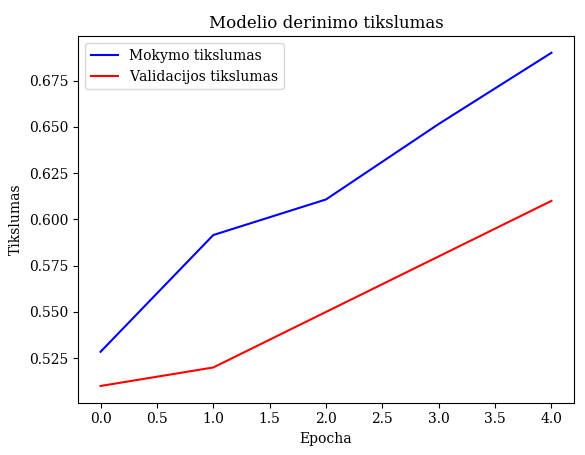 Modelio derinimo tikslumas
Mokymo tikslumas
Validacijos tikslumas
0.675
0.650
0.625
0.600
0.575
0.550
0.525
Tikslumas
0.0 0.5 1.0 1.5 2.0 2.5 3.0 3.5 4.0
Epocha